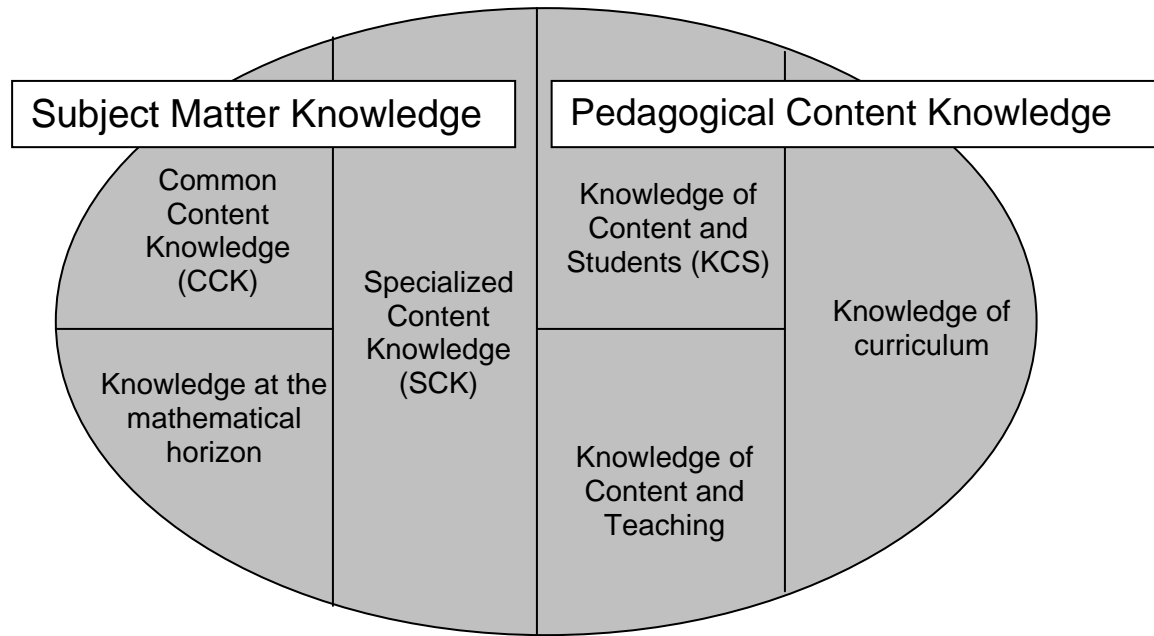 Subject Matter Knowledge
Pedagogical Content Knowledge
Common
Content
Knowledge
(CCK)
Knowledge at the
mathematical
horizon
Specialized
Content
Knowledge
(SCK)
Knowledge of
Content and
Students (KCS)
Knowledge of
Content and
Teaching
Knowledge of
curriculum